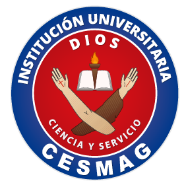 INSTITUCIÓN UNIVERSITARIA
DIOS
CIENCIA Y SERVICIO
CESMAG